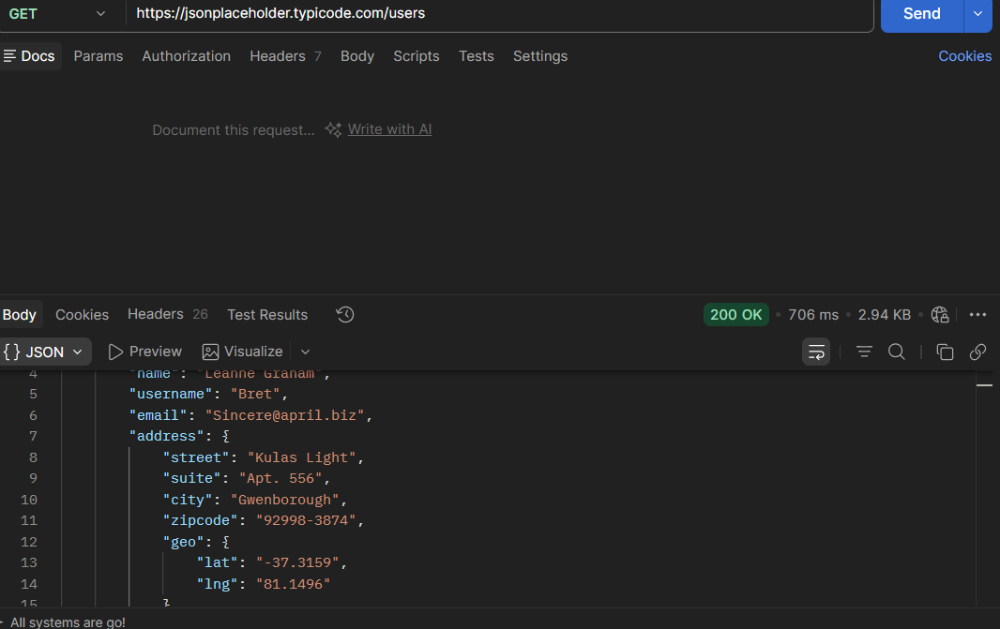 GET https://jsonplaceholder.typicode.com/users Send
Docs Params Authorization Headers 7 Body Scripts Tests Settings Cookies
Document this request... Write with AI
Body Cookies Headers 26 Test Results 200 OK • 706 ms • 2.94 KB •
{} JSON Preview Visualize
4 "name": "Leanne Graham",
5 "username": "Bret",
6 "email": "Sincere@april.biz",
7 "address": {
8 "street": "Kulas Light",
9 "suite": "Apt. 556",
10 "city": "Gwenborough",
11 "zipcode": "92998-3874",
12 "geo": {
13 "lat": "-37.3159",
14 "lng": "81.1496"
15 }
All systems are go!